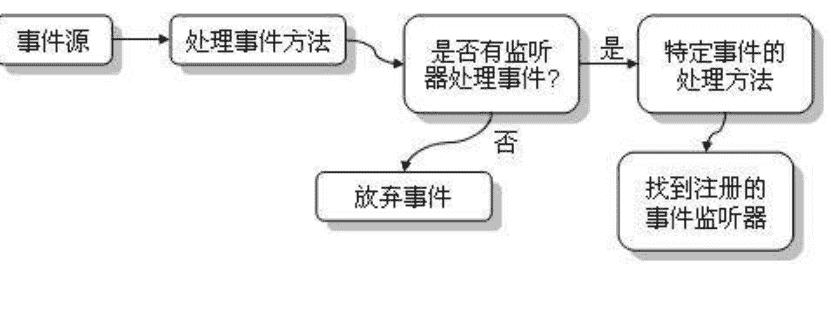 事件源
处理事件方法
是否有监听
器处理事件?
是
特定事件的
处理方法
否
放弃事件
找到注册的
事件监听器